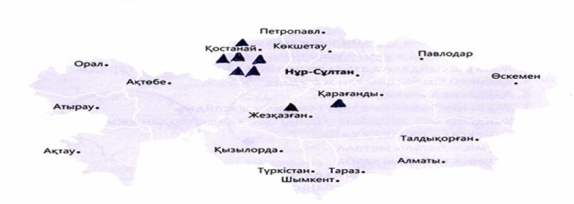 Петропавл
Қостанай
Көкшетау
Павлодар
Орал
Нұр-Сұлтан
Өскемен
Ақтөбе
Қарағанды
Атырау
Жезқазған
Талдықорған
Ақтау
Қызылорда
Алматы
Түркістан
Тараз
Шымкент